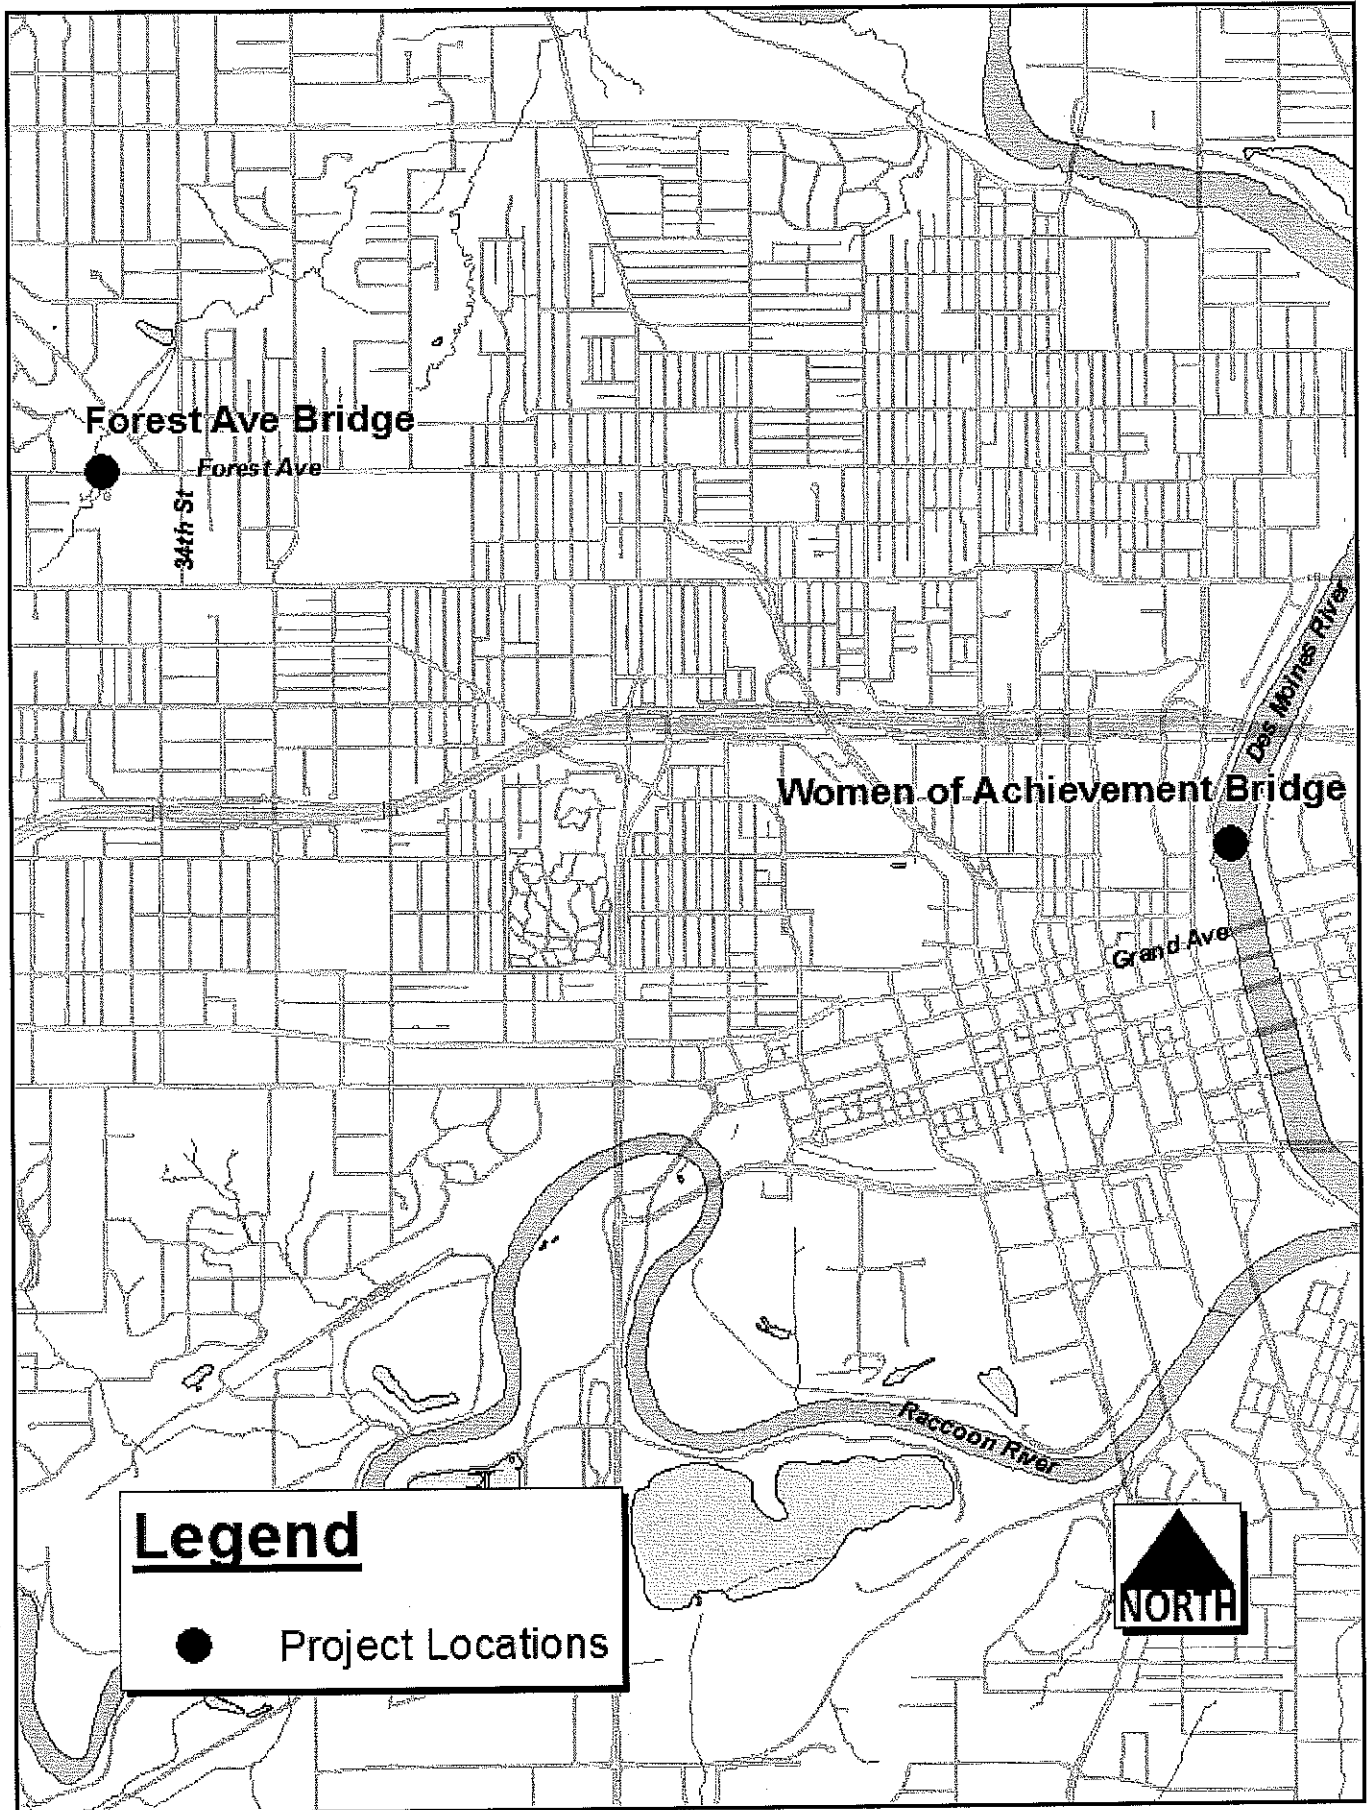 Forest Ave Bridge
Forest Ave
34th St
Des Moines River
Women of Achievement Bridge
Grand Ave
Raccoon River
Legend
Project Locations
NORTH